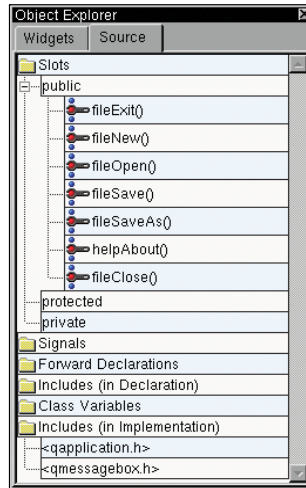 Object Explorer
Widgets Source
Slots
public
fileExit()
fileNew()
fileOpen()
fileSave()
fileSaveAs()
helpAbout()
fileClose()
protected
private
Signals
Forward Declarations
Includes (in Declaration)
Class Variables
Includes (in Implementation)
<qapplication.h>
<qmessagebox.h>